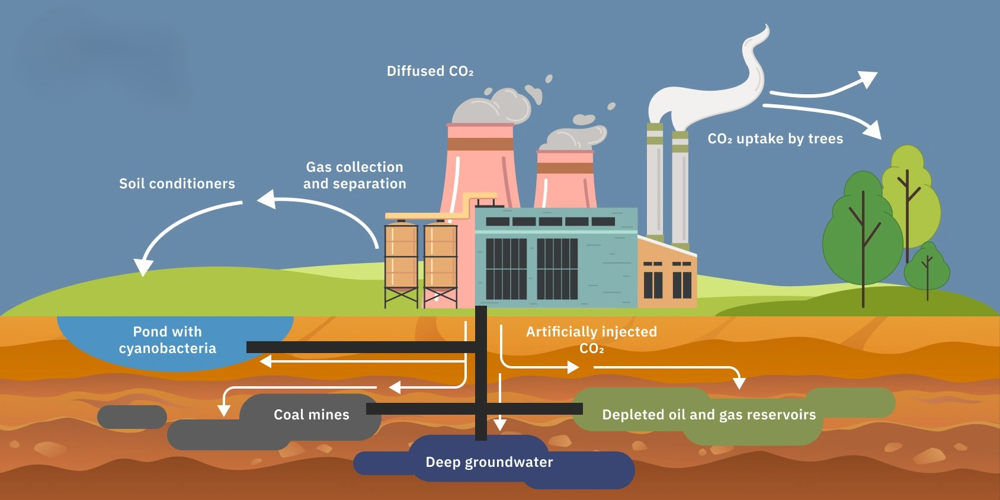 Diffused CO₂
CO₂ uptake by trees
Gas collection
and separation
Soil conditioners
Pond with
cyanobacteria
Artificially injected
CO₂
Coal mines
Depleted oil and gas reservoirs
Deep groundwater